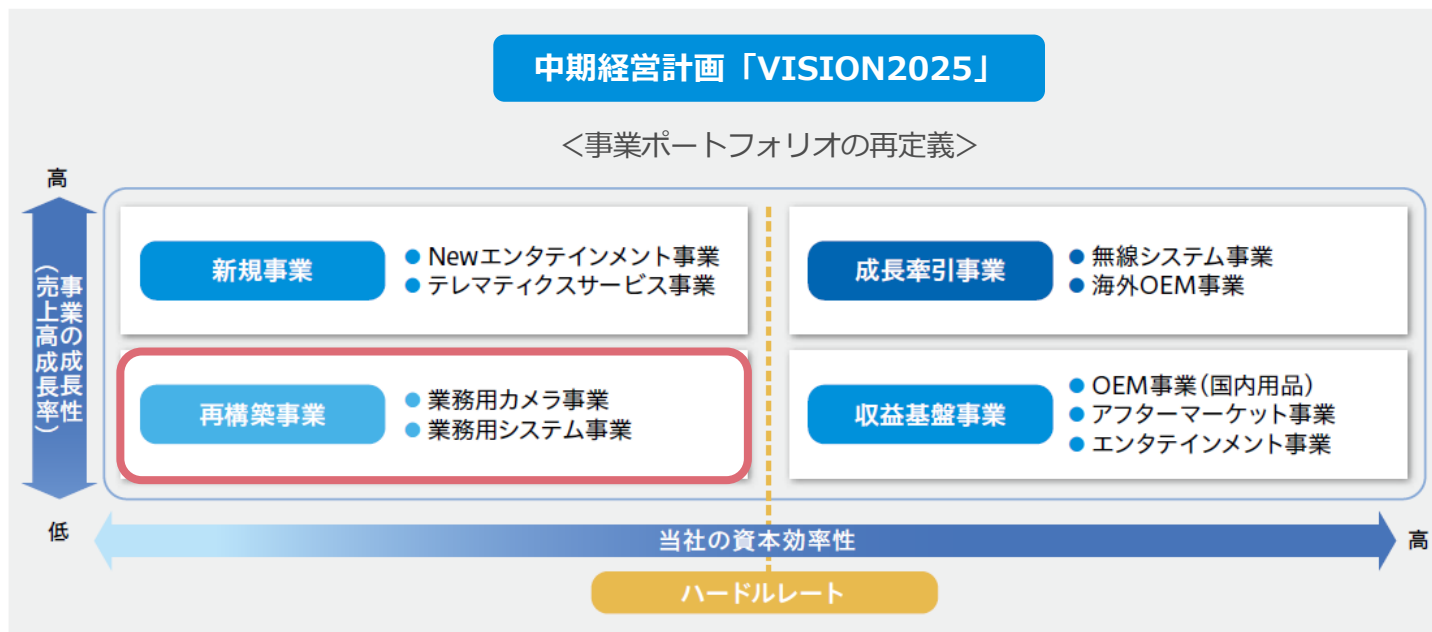 中期経営計画「VISION2025」
＜事業ポートフォリオの再定義＞
高
事業の成長性
（売上高成長率）
新規事業
● Newエンタテインメント事業
● テレマティクスサービス事業
成長牽引事業
● 無線システム事業
● 海外OEM事業
再構築事業
● 業務用カメラ事業
● 業務用システム事業
収益基盤事業
● OEM事業（国内用品）
● アフターマーケット事業
● エンタテインメント事業
低
当社の資本効率性
高
ハードルレート